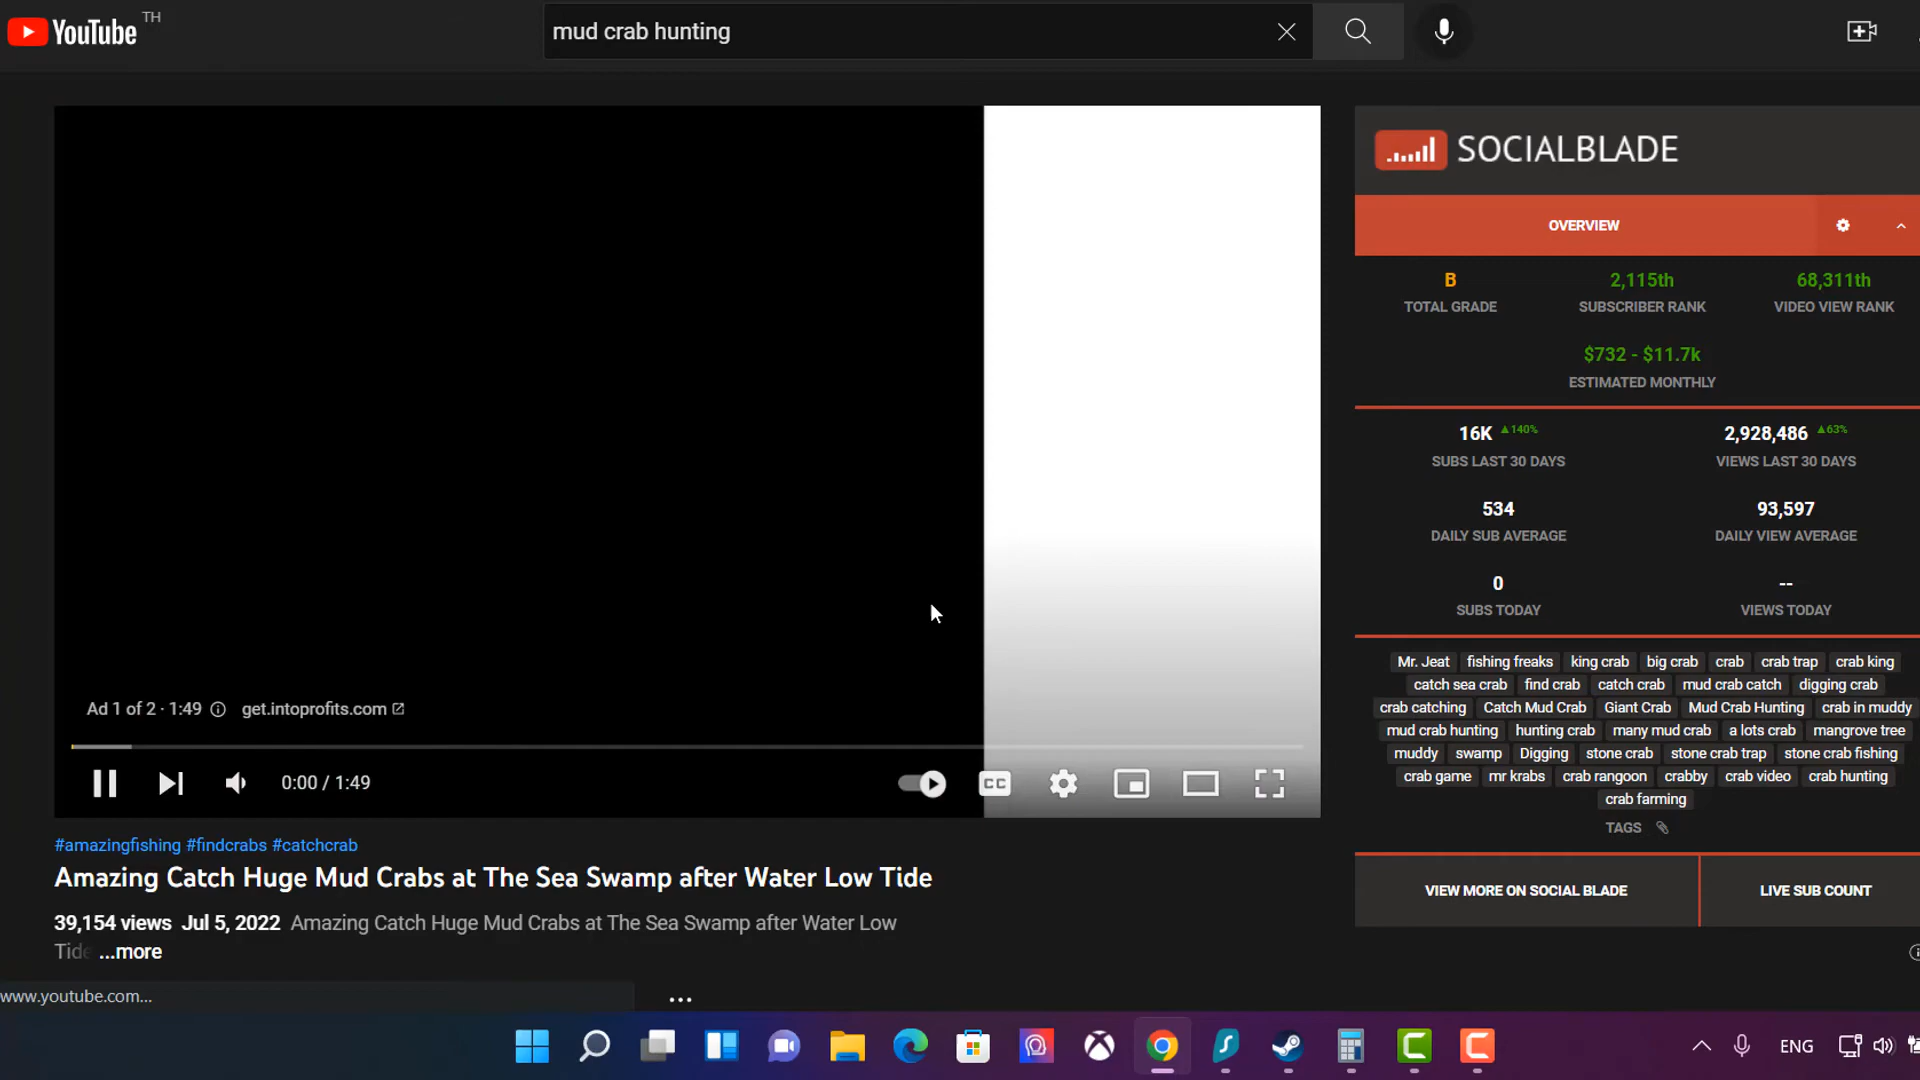 YouTube TH
mud crab hunting
SOCIALBLADE
OVERVIEW
B
TOTAL GRADE
2,115th
SUBSCRIBER RANK
68,311th
VIDEO VIEW RANK
$732 - $11.7k
ESTIMATED MONTHLY
16K ▲140%
SUBS LAST 30 DAYS
2,928,486 ▲63%
VIEWS LAST 30 DAYS
534
DAILY SUB AVERAGE
93,597
DAILY VIEW AVERAGE
0
SUBS TODAY
--
VIEWS TODAY
Mr. Jeat fishing freaks king crab big crab crab crab trap crab king
catch sea crab find crab catch crab mud crab catch digging crab
crab catching Catch Mud Crab Giant Crab Mud Crab Hunting crab in muddy
mud crab hunting hunting crab many mud crab a lots crab mangrove tree
muddy swamp Digging stone crab stone crab trap stone crab fishing
crab game mr krabs crab rangoon crabby crab video crab hunting
crab farming
TAGS
VIEW MORE ON SOCIAL BLADE
LIVE SUB COUNT
Ad 1 of 2 · 1:49 get.intoprofits.com
0:00 / 1:49
CC
#amazingfishing #findcrabs #catchcrab
Amazing Catch Huge Mud Crabs at The Sea Swamp after Water Low Tide
39,154 views Jul 5, 2022 Amazing Catch Huge Mud Crabs at The Sea Swamp after Water Low
Tide ...more
www.youtube.com...
ENG